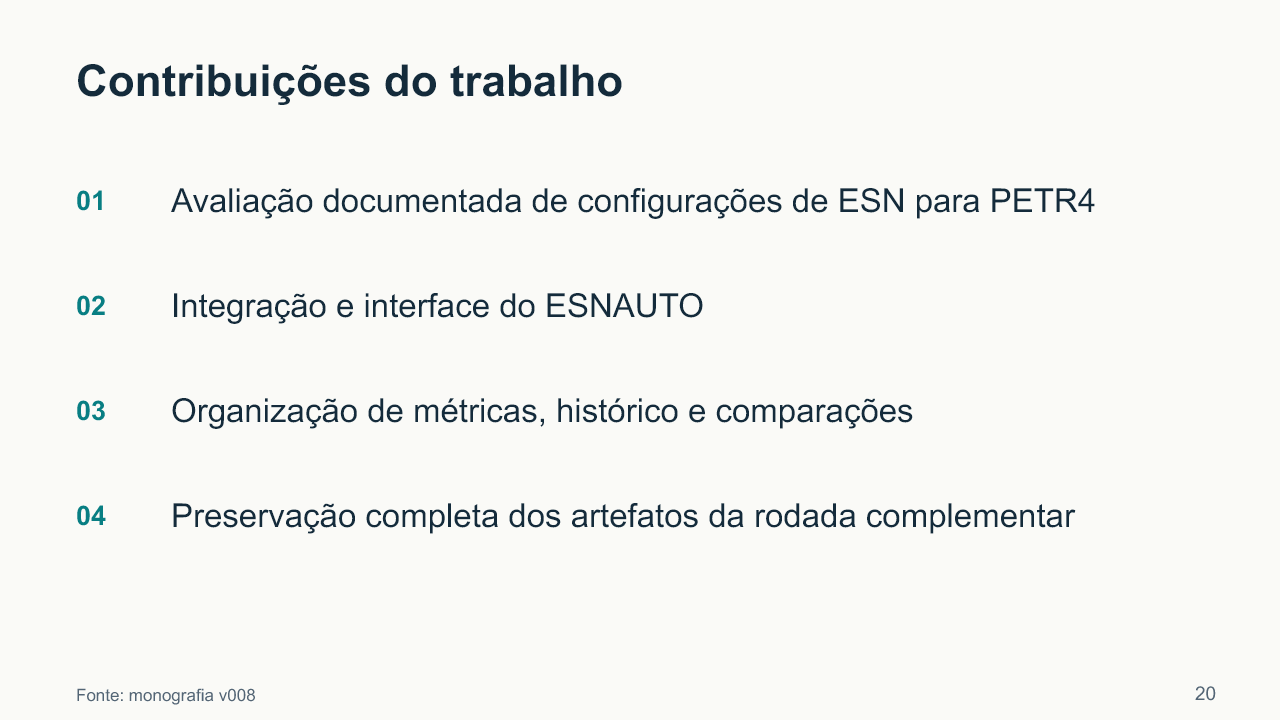 Contribuições do trabalho
01 Avaliação documentada de configurações de ESN para PETR4
02 Integração e interface do ESNAUTO
03 Organização de métricas, histórico e comparações
04 Preservação completa dos artefatos da rodada complementar
Fonte: monografia v008
20